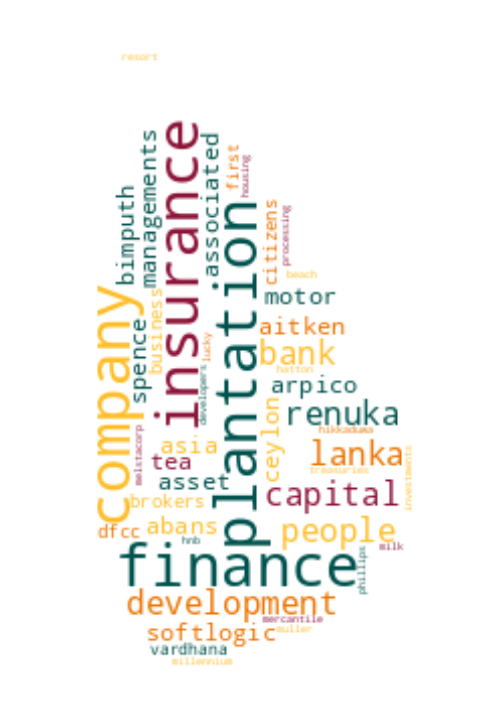 resort
insurance
plantation
company
managements
bimputh
.associated
first
housing
citizens
processing
beach
motor
business
spence
lucky
developers
aitken
bank
hatton
arpico
renuka
ceylon
hikkaduwa
melstacorp
asia
tea
lanka
treasuries
investments
asset
capital
brokers
dfcc
abans
people
hnb
milk
finance
phillips
development
mercantile
softlogic
muller
vardhana
millennium